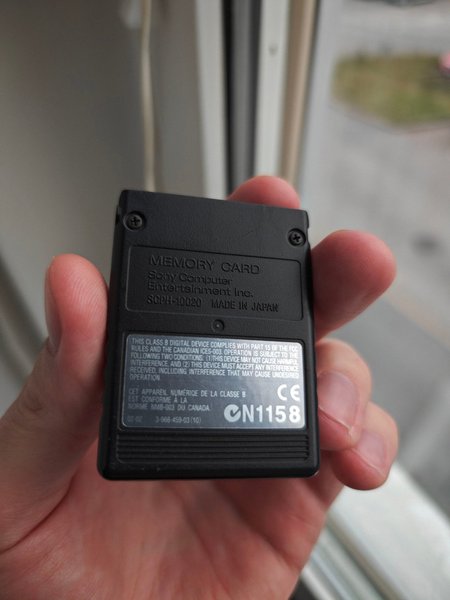 MEMORY CARD
Sony Computer
Entertainment Inc.
SCPH-10020 MADE IN JAPAN
THIS CLASS B DIGITAL DEVICE COMPLIES WITH PART 15 OF THE FCC
RULES AND THE CANADIAN ICES-003. OPERATION IS SUBJECT TO THE
FOLLOWING TWO CONDITIONS: (1)THIS DEVICE MAY NOT CAUSE HARMFUL
INTERFERENCE, AND (2) THIS DEVICE MUST ACCEPT ANY INTERFERENCE
RECEIVED, INCLUDING INTERFERENCE THAT MAY CAUSE UNDESIRED
OPERATION.
CET APPAREIL NUMÉRIQUE DE LA CLASSE B
EST CONFORME À LA
NORME NMB-003 DU CANADA.
CE
N1158
3-966-459-03 (10)